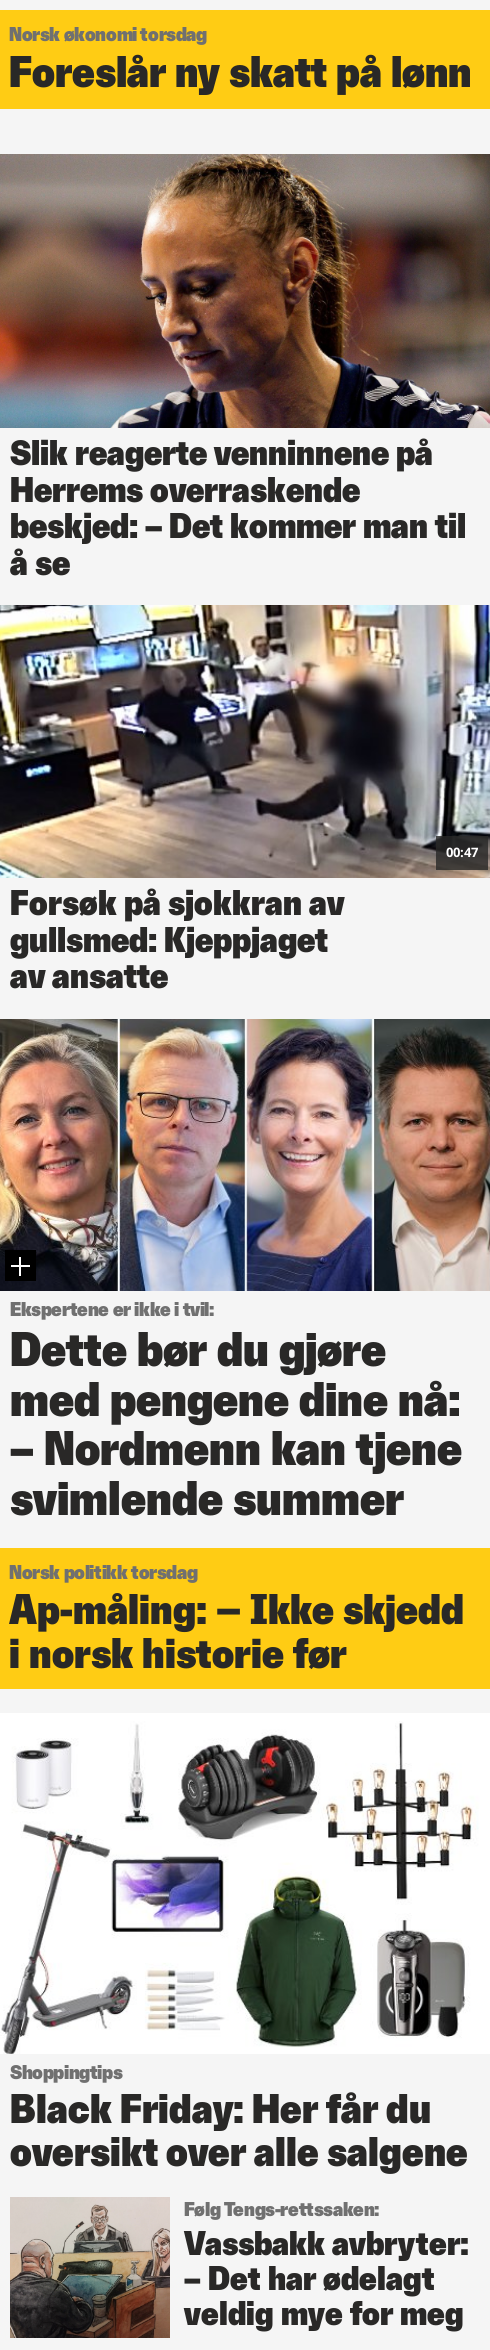 Norsk økonomi torsdag
Foreslår ny skatt på lønn
Slik reagerte venninnene på
Herrems overraskende
beskjed: – Det kommer man til
å se
00:47
Forsøk på sjokkran av
gullsmed: Kjeppjaget
av ansatte
Ekspertene er ikke i tvil:
Dette bør du gjøre
med pengene dine nå:
– Nordmenn kan tjene
svimlende summer
Norsk politikk torsdag
Ap-måling: – Ikke skjedd
i norsk historie før
Shoppingtips
Black Friday: Her får du
oversikt over alle salgene
Følg Tengs-rettssaken:
Vassbakk avbryter:
– Det har ødelagt
veldig mye for meg